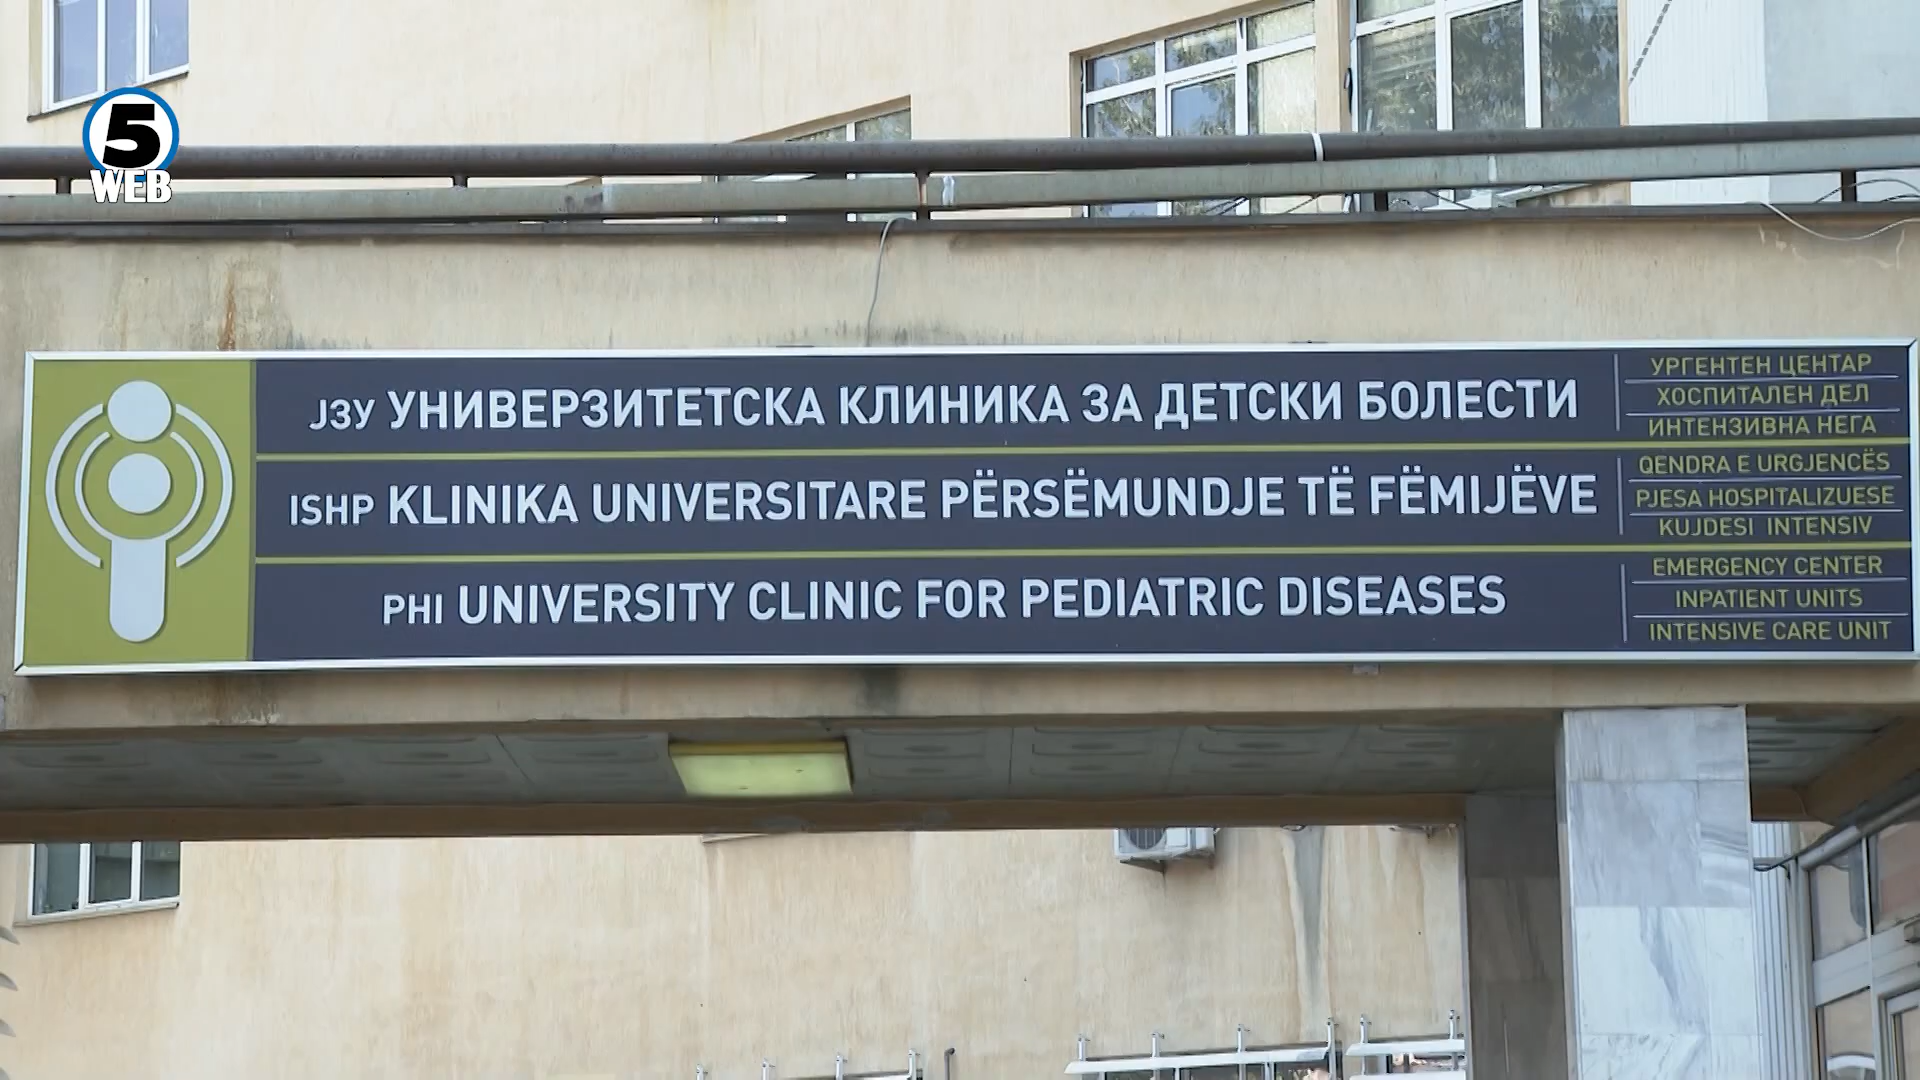 5
WEB
ЈЗУ УНИВЕРЗИТЕТСКА КЛИНИКА ЗА ДЕТСКИ БОЛЕСТИ
УРГЕНТЕН ЦЕНТАР
ХОСПИТАЛЕН ДЕЛ
ИНТЕНЗИВНА НЕГА
ISHP KLINIKA UNIVERSITARE PËRSËMUNDJE TË FËMIJËVE
QENDRA E URGJENCËS
PJESA HOSPITALIZUESE
KUJDESI INTENSIV
PHI UNIVERSITY CLINIC FOR PEDIATRIC DISEASES
EMERGENCY CENTER
INPATIENT UNITS
INTENSIVE CARE UNIT